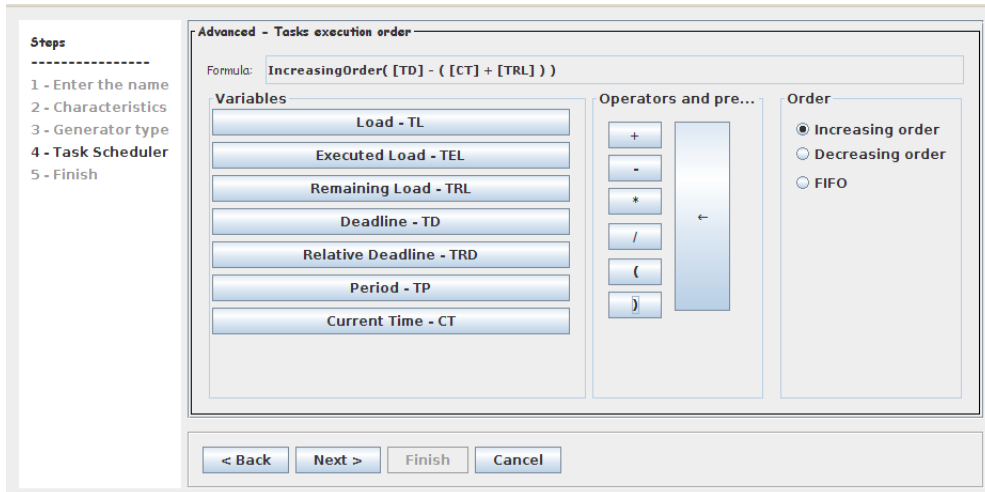 Steps
----------------
1 - Enter the name
2 - Characteristics
3 - Generator type
4 - Task Scheduler
5 - Finish
Advanced - Tasks execution order
Formula: IncreasingOrder( [TD] - ( [CT] + [TRL] ) )
Variables
Load - TL
Executed Load - TEL
Remaining Load - TRL
Deadline - TD
Relative Deadline - TRD
Period - TP
Current Time - CT
Operators and pre...
+
-
*
/
(
)
←
Order
Increasing order
Decreasing order
FIFO
< Back Next > Finish Cancel